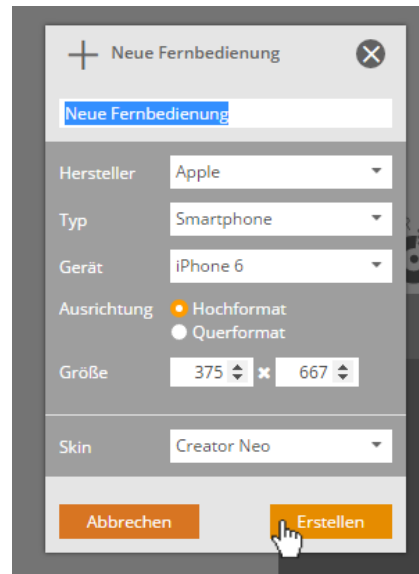 Neue Fernbedienung
Neue Fernbedienung
Hersteller Apple
Typ Smartphone
Gerät iPhone 6
Ausrichtung Hochformat
Querformat
Größe 375 × 667
Skin Creator Neo
Abbrechen Erstellen